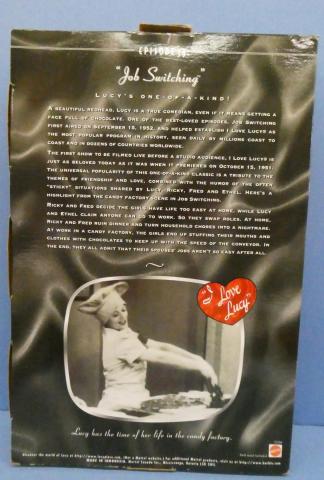 EPISODE
"Job Switching"
LUCY'S ONE-OF-A-KIND!
A BEAUTIFUL REDHEAD, LUCY IS A TRUE COMEDIAN, EVEN IF IT MEANS GETTING A
FACE FULL OF CHOCOLATE. ONE OF THE BEST-LOVED EPISODES, JOB SWITCHING
FIRST AIRED ON SEPTEMBER 15, 1952, AND HELPED ESTABLISH I LOVE LUCY® AS
THE MOST POPULAR PROGRAM IN HISTORY, SEEN DAILY BY MILLIONS COAST TO
COAST AND IN DOZENS OF COUNTRIES WORLDWIDE.
THE FIRST SHOW TO BE FILMED LIVE BEFORE A STUDIO AUDIENCE, I LOVE LUCY® IS
JUST AS BELOVED TODAY AS IT WAS WHEN IT PREMIERED ON OCTOBER 15, 1951.
THE UNIVERSAL POPULARITY OF THIS ONE-OF-A-KIND CLASSIC IS A TRIBUTE TO THE
THEMES OF FRIENDSHIP AND LOVE, COMBINED WITH THE HUMOR OF THE OFTEN
"STICKY" SITUATIONS SHARED BY LUCY, RICKY, FRED AND ETHEL. HERE'S A
HIGHLIGHT FROM THE CANDY FACTORY SCENE IN JOB SWITCHING.
RICKY AND FRED DECIDE THE GIRLS HAVE LIFE TOO EASY AT HOME, WHILE LUCY
AND ETHEL CLAIM ANYONE CAN GO TO WORK. SO THEY SWAP ROLES. AT HOME,
RICKY AND FRED RUIN DINNER AND TURN HOUSEHOLD CHORES INTO A NIGHTMARE.
AT WORK IN A CANDY FACTORY, THE GIRLS END UP STUFFING THEIR MOUTHS AND
CLOTHES WITH CHOCOLATES TO KEEP UP WITH THE SPEED OF THE CONVEYOR. IN
THE END, THEY ALL ADMIT THAT THEIR SPOUSES' JOBS AREN'T SO EASY AFTER ALL.
"I
Love
Lucy"
Lucy has the time of her life in the candy factory.
MATTEL
MADE IN INDONESIA.